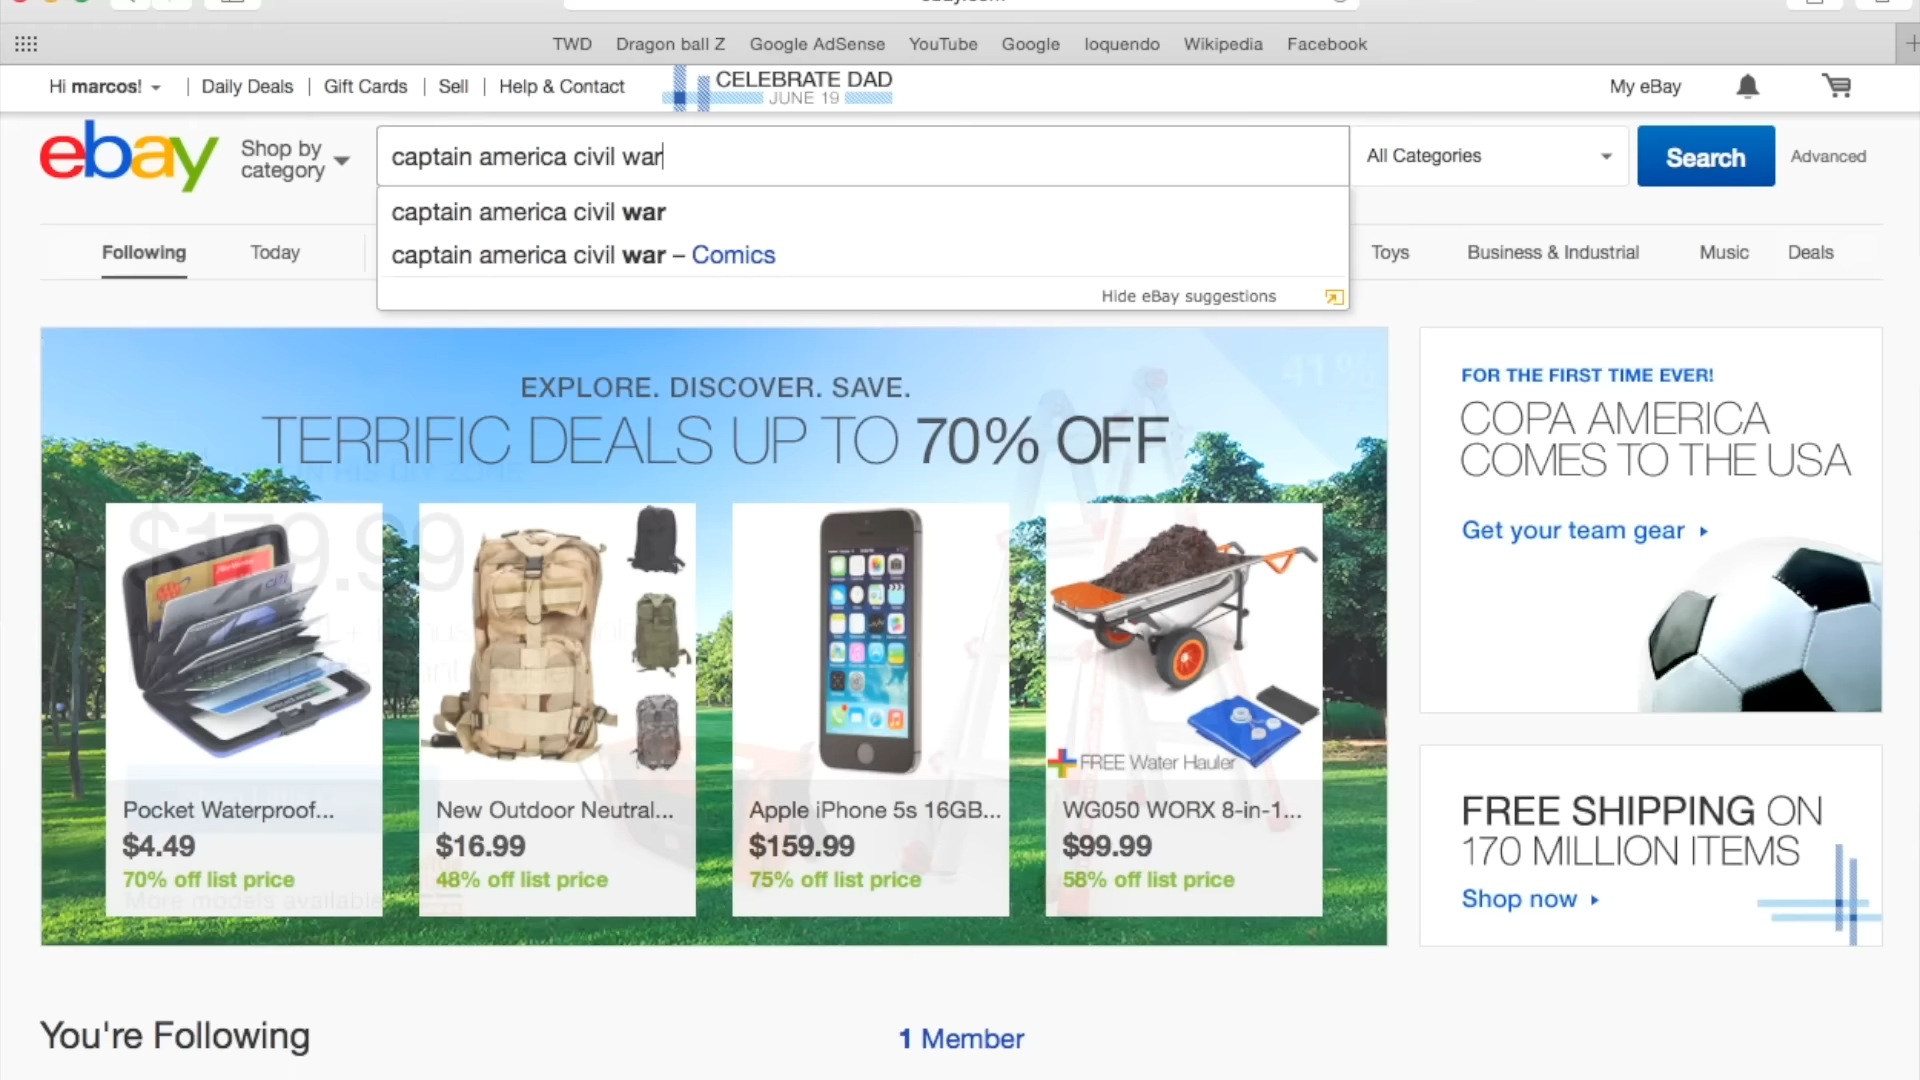 TWD Dragon ball Z Google AdSense YouTube Google loquendo Wikipedia Facebook
Hi marcos! Daily Deals Gift Cards Sell Help & Contact CELEBRATE DAD My eBay
JUNE 19
ebay Shop by category captain america civil war All Categories Search Advanced
captain america civil war
captain america civil war – Comics
Hide eBay suggestions
Following Today Toys Business & Industrial Music Deals
EXPLORE. DISCOVER. SAVE.
TERRIFIC DEALS UP TO 70% OFF
41%
$179.99
Pocket Waterproof...
$4.49
70% off list price
More models available
New Outdoor Neutral...
$16.99
48% off list price
Apple iPhone 5s 16GB...
$159.99
75% off list price
FREE Water Hauler
WG050 WORX 8-in-1...
$99.99
58% off list price
FOR THE FIRST TIME EVER!
COPA AMERICA
COMES TO THE USA
Get your team gear
FREE SHIPPING ON
170 MILLION ITEMS
Shop now
You're Following
1 Member